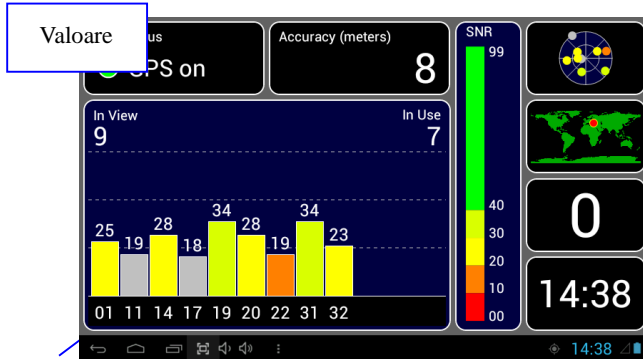 Valoare
us
GPS on
Accuracy (meters)
8
SNR
99
40
30
20
10
00
In View
9
In Use
7
25 19 28 18 34 28 19 34 23
01 11 14 17 19 20 22 31 32
0
14:38
14:38